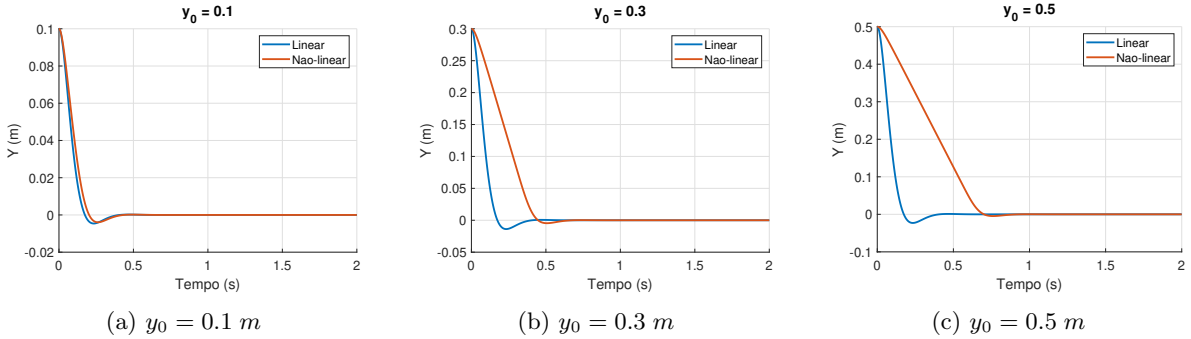 y₀ = 0.1
Linear
Nao-linear
Y (m)
0.1
0.08
0.06
0.04
0.02
0
-0.02
0
0.5
1
1.5
2
Tempo (s)
(a) y₀ = 0.1 m
y₀ = 0.3
Linear
Nao-linear
Y (m)
0.3
0.25
0.2
0.15
0.1
0.05
0
-0.05
0
0.5
1
1.5
2
Tempo (s)
(b) y₀ = 0.3 m
y₀ = 0.5
Linear
Nao-linear
Y (m)
0.5
0.4
0.3
0.2
0.1
0
-0.1
0
0.5
1
1.5
2
Tempo (s)
(c) y₀ = 0.5 m